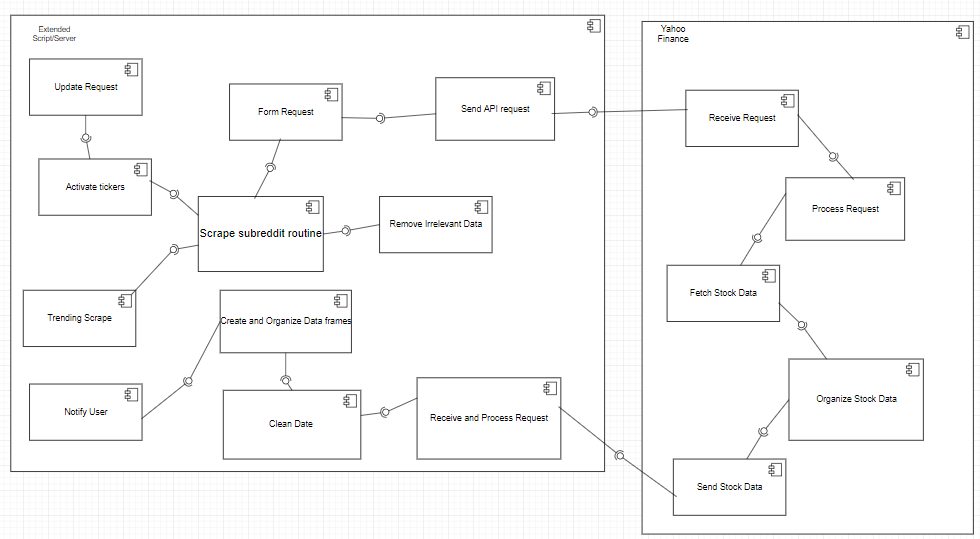 Extended
Script/Server
Yahoo
Finance
Update Request
Form Request
Send API request
Receive Request
Activate tickers
Process Request
Scrape subreddit routine
Remove Irrelevant Data
Fetch Stock Data
Trending Scrape
Create and Organize Data frames
Notify User
Clean Date
Receive and Process Request
Organize Stock Data
Send Stock Data